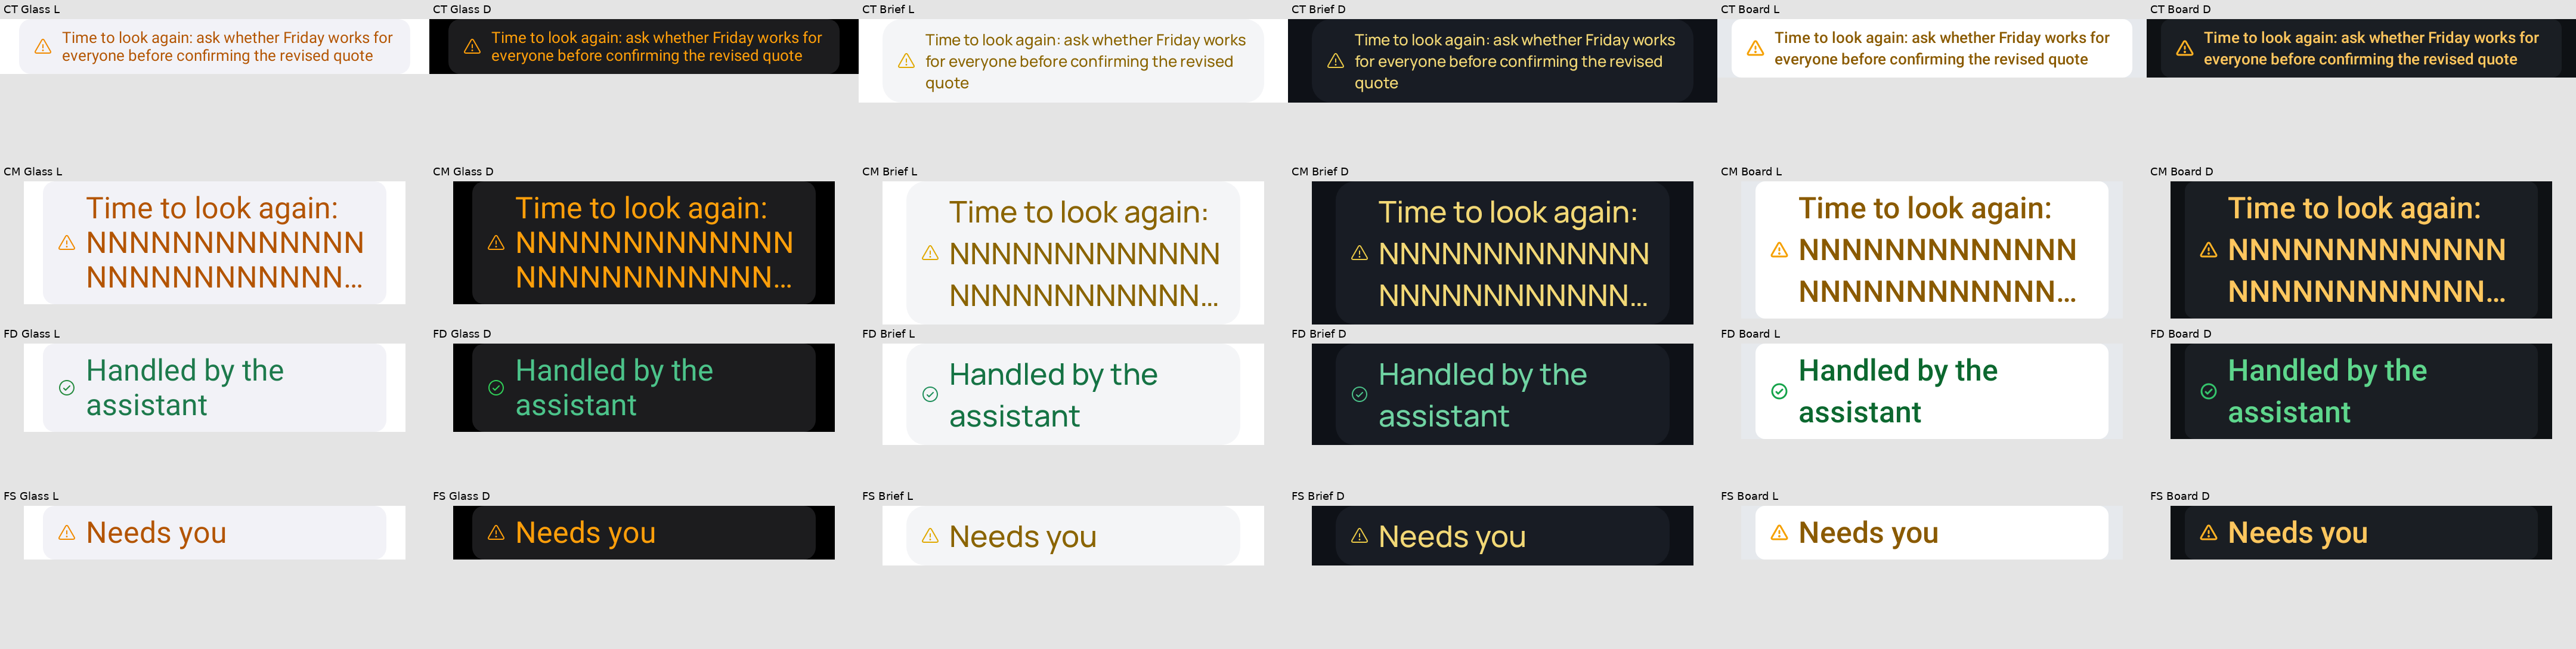 CT Glass L
Time to look again: ask whether Friday works for
everyone before confirming the revised quote
CT Glass D
Time to look again: ask whether Friday works for
everyone before confirming the revised quote
CT Brief L
Time to look again: ask whether Friday works
for everyone before confirming the revised
quote
CT Brief D
Time to look again: ask whether Friday works
for everyone before confirming the revised
quote
CT Board L
Time to look again: ask whether Friday works for
everyone before confirming the revised quote
CT Board D
Time to look again: ask whether Friday works for
everyone before confirming the revised quote
CM Glass L
Time to look again:
NNNNNNNNNNNNN
NNNNNNNNNNNN…
CM Glass D
Time to look again:
NNNNNNNNNNNNN
NNNNNNNNNNNN…
CM Brief L
Time to look again:
NNNNNNNNNNNNN
NNNNNNNNNNNN…
CM Brief D
Time to look again:
NNNNNNNNNNNNN
NNNNNNNNNNNN…
CM Board L
Time to look again:
NNNNNNNNNNNNN
NNNNNNNNNNNN…
CM Board D
Time to look again:
NNNNNNNNNNNNN
NNNNNNNNNNNN…
FD Glass L
Handled by the
assistant
FD Glass D
Handled by the
assistant
FD Brief L
Handled by the
assistant
FD Brief D
Handled by the
assistant
FD Board L
Handled by the
assistant
FD Board D
Handled by the
assistant
FS Glass L
Needs you
FS Glass D
Needs you
FS Brief L
Needs you
FS Brief D
Needs you
FS Board L
Needs you
FS Board D
Needs you